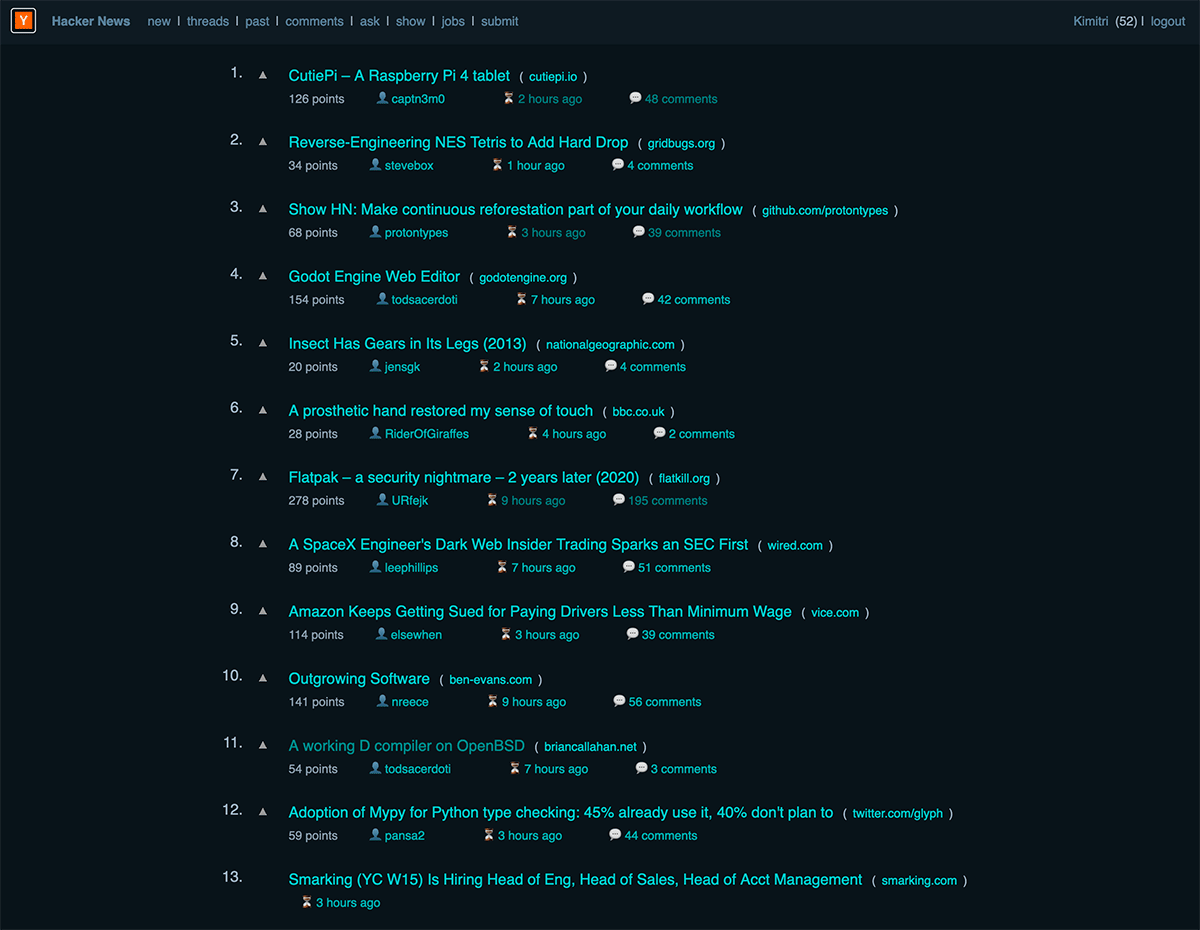 Y Hacker News new | threads | past | comments | ask | show | jobs | submit Kimitri (52) | logout
1. ▲ CutiePi – A Raspberry Pi 4 tablet ( cutiepi.io )
126 points captn3m0 2 hours ago 48 comments
2. ▲ Reverse-Engineering NES Tetris to Add Hard Drop ( gridbugs.org )
34 points stevebox 1 hour ago 4 comments
3. ▲ Show HN: Make continuous reforestation part of your daily workflow ( github.com/protontypes )
68 points protontypes 3 hours ago 39 comments
4. ▲ Godot Engine Web Editor ( godotengine.org )
154 points todsacerdoti 7 hours ago 42 comments
5. ▲ Insect Has Gears in Its Legs (2013) ( nationalgeographic.com )
20 points jensgk 2 hours ago 4 comments
6. ▲ A prosthetic hand restored my sense of touch ( bbc.co.uk )
28 points RiderOfGiraffes 4 hours ago 2 comments
7. ▲ Flatpak – a security nightmare – 2 years later (2020) ( flatkill.org )
278 points URfejk 9 hours ago 195 comments
8. ▲ A SpaceX Engineer's Dark Web Insider Trading Sparks an SEC First ( wired.com )
89 points leephillips 7 hours ago 51 comments
9. ▲ Amazon Keeps Getting Sued for Paying Drivers Less Than Minimum Wage ( vice.com )
114 points elsewhen 3 hours ago 39 comments
10. ▲ Outgrowing Software ( ben-evans.com )
141 points nreece 9 hours ago 56 comments
11. ▲ A working D compiler on OpenBSD ( briancallahan.net )
54 points todsacerdoti 7 hours ago 3 comments
12. ▲ Adoption of Mypy for Python type checking: 45% already use it, 40% don't plan to ( twitter.com/glyph )
59 points pansa2 3 hours ago 44 comments
13. Smarking (YC W15) Is Hiring Head of Eng, Head of Sales, Head of Acct Management ( smarking.com )
3 hours ago